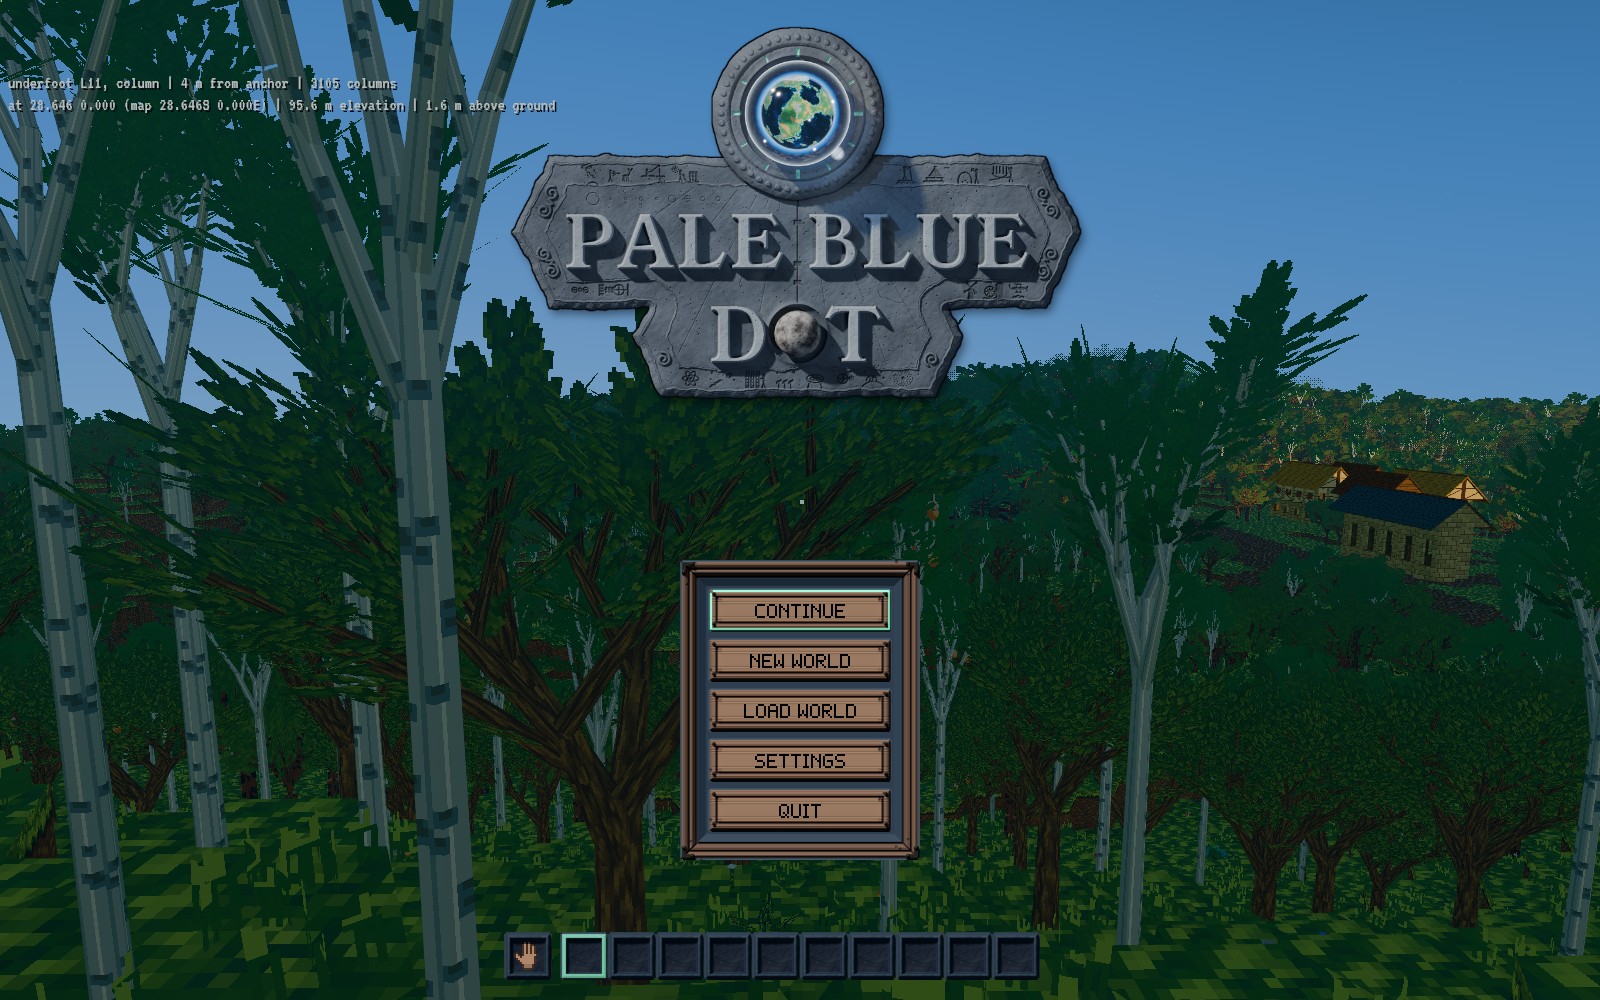 underfoot L11, column | 4 m from anchor | 3105 columns
at 28.646 0.000 (map 28.646S 0.000E) | 95.6 m elevation | 1.6 m above ground
PALE BLUE
DOT
CONTINUE
NEW WORLD
LOAD WORLD
SETTINGS
QUIT